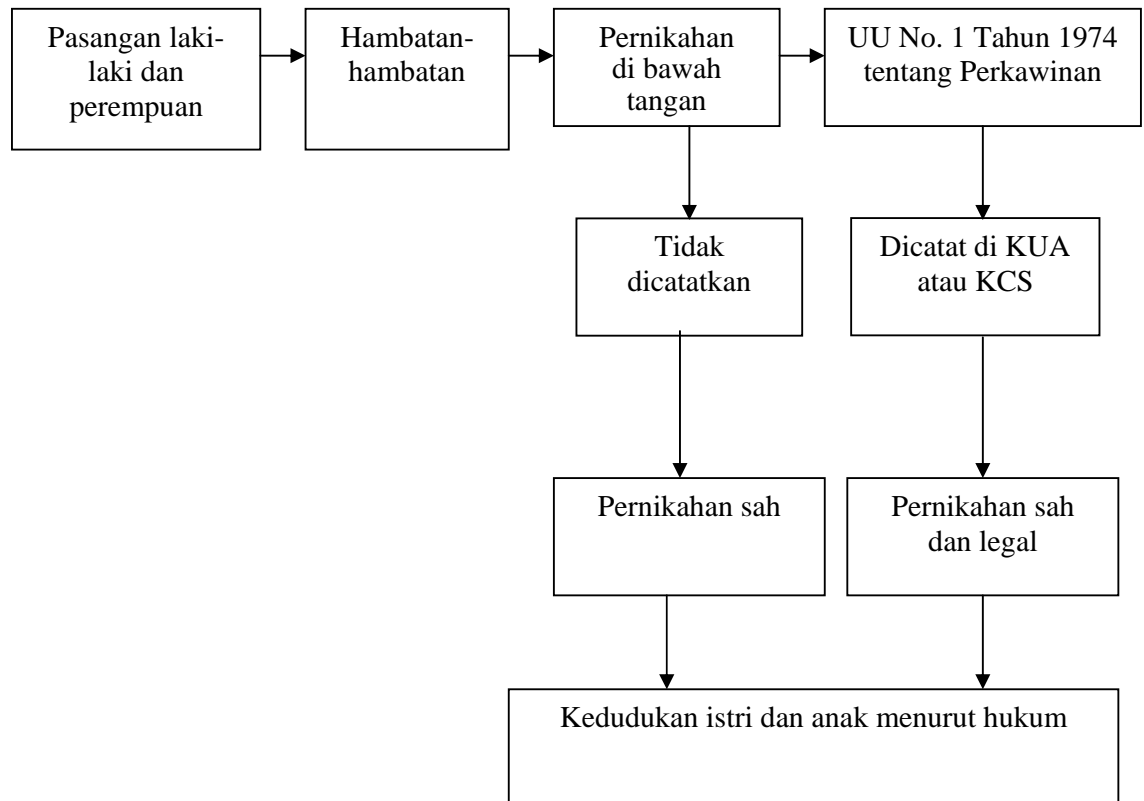 Pasangan laki-
laki dan
perempuan
Hambatan-
hambatan
Pernikahan
di bawah
tangan
UU No. 1 Tahun 1974
tentang Perkawinan
Tidak
dicatatkan
Dicatat di KUA
atau KCS
Pernikahan sah
Pernikahan sah
dan legal
Kedudukan istri dan anak menurut hukum